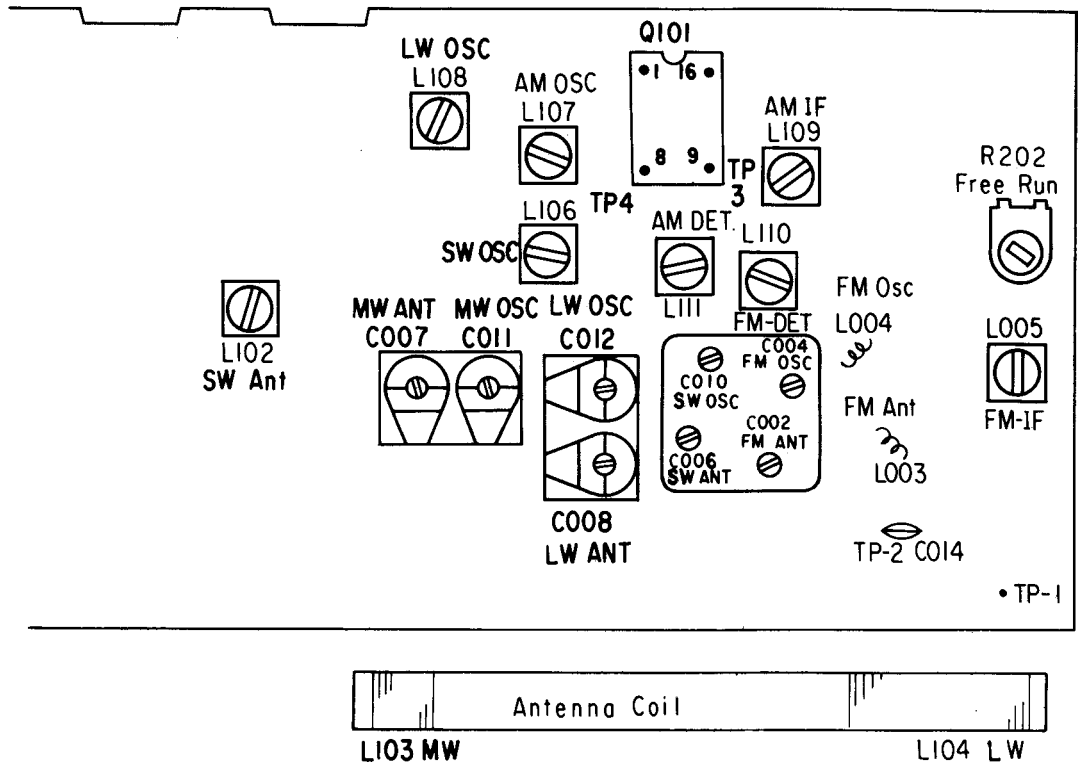 Q101
LW OSC
L108
AM OSC
L107
1 16
8 9
AM IF
L109
TP
3
TP4
R202
Free Run
L106
SW OSC
AM DET.
L111
L110
FM-DET
FM Osc
L004
L005
FM-IF
L102
SW Ant
MW ANT
C007
MW OSC
C011
LW OSC
C012
C004
FM OSC
C010
SW OSC
C002
FM ANT
C006
SW ANT
FM Ant
L003
C008
LW ANT
TP-2 C014
TP-1
Antenna Coil
L103 MW
L104 LW